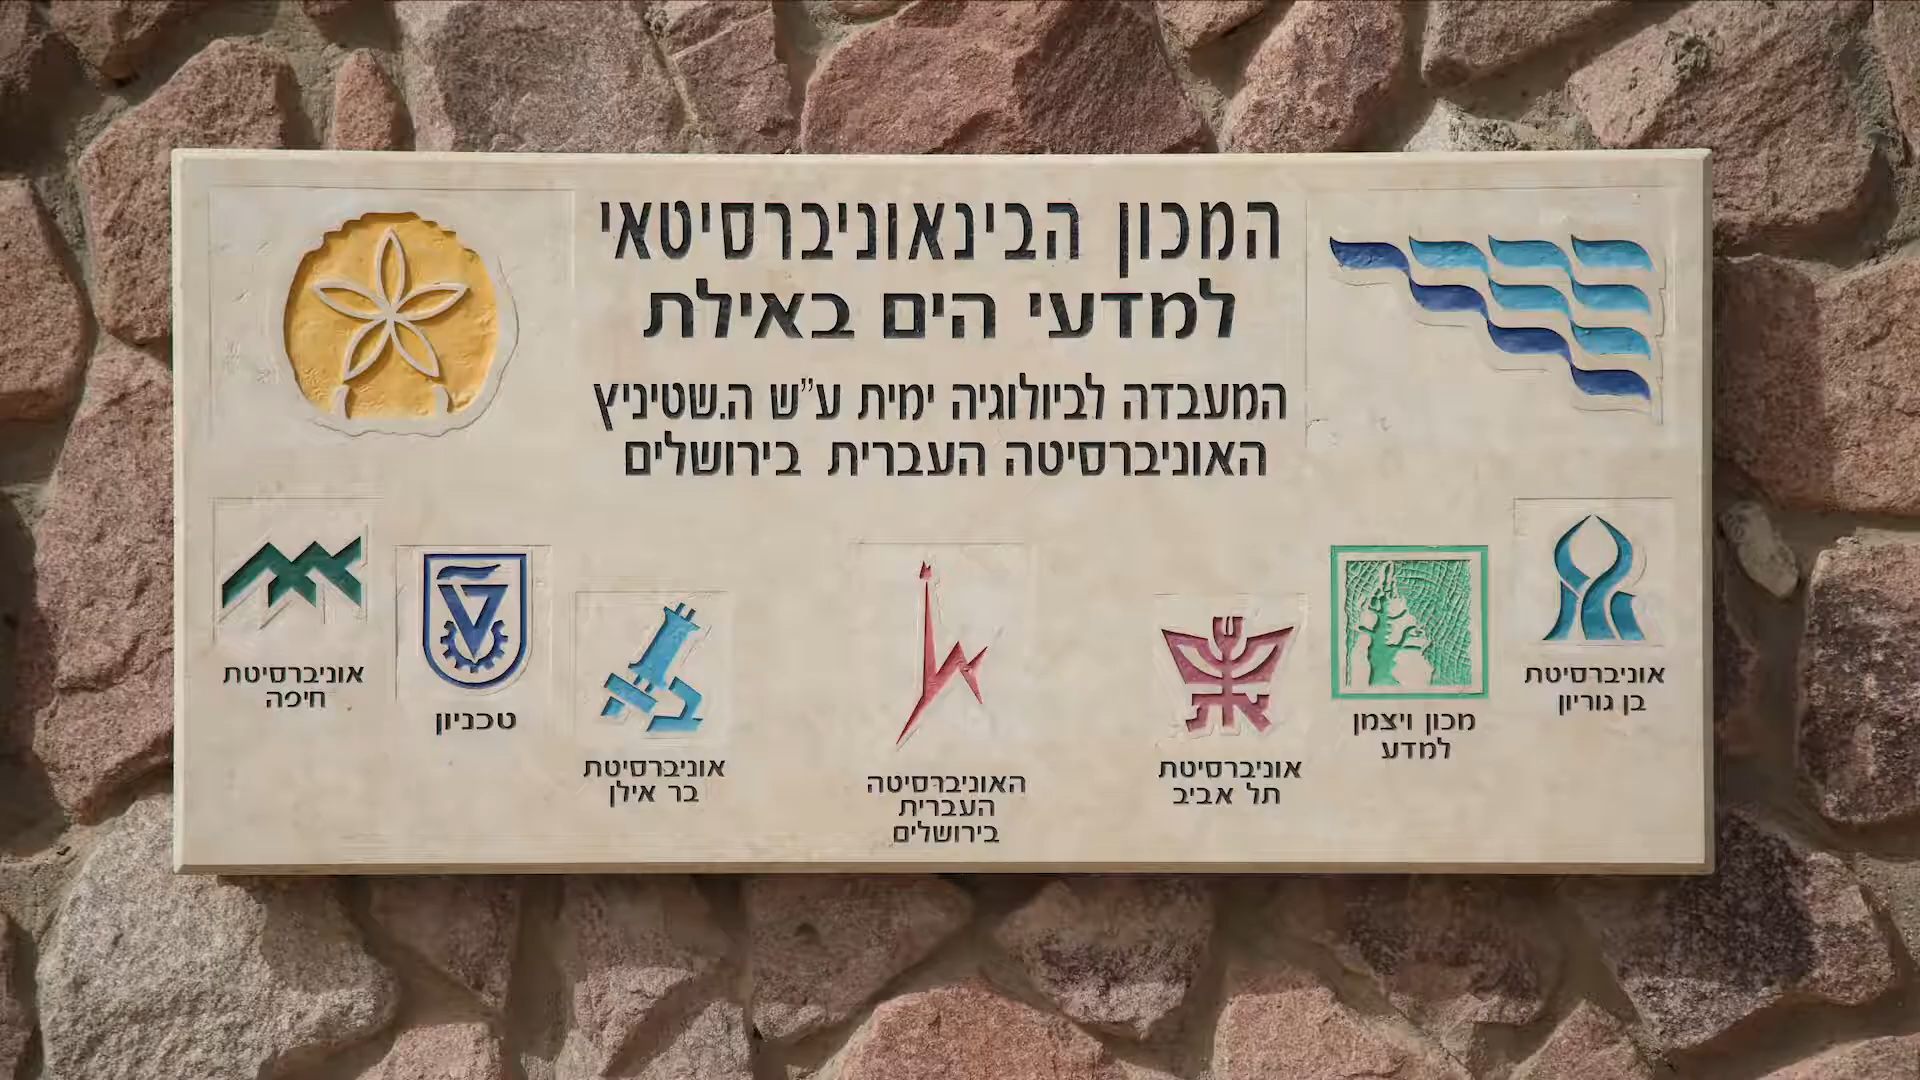 המכון הבינאוניברסיטאי
למדעי הים באילת
המעבדה לביולוגיה ימית ע"ש ה.שטיניץ
האוניברסיטה העברית בירושלים
אוניברסיטת
בן גוריון
מכון ויצמן
למדע
אוניברסיטת
תל אביב
האוניברסיטה
העברית
בירושלים
אוניברסיטת
בר אילן
טכניון
אוניברסיטת
חיפה